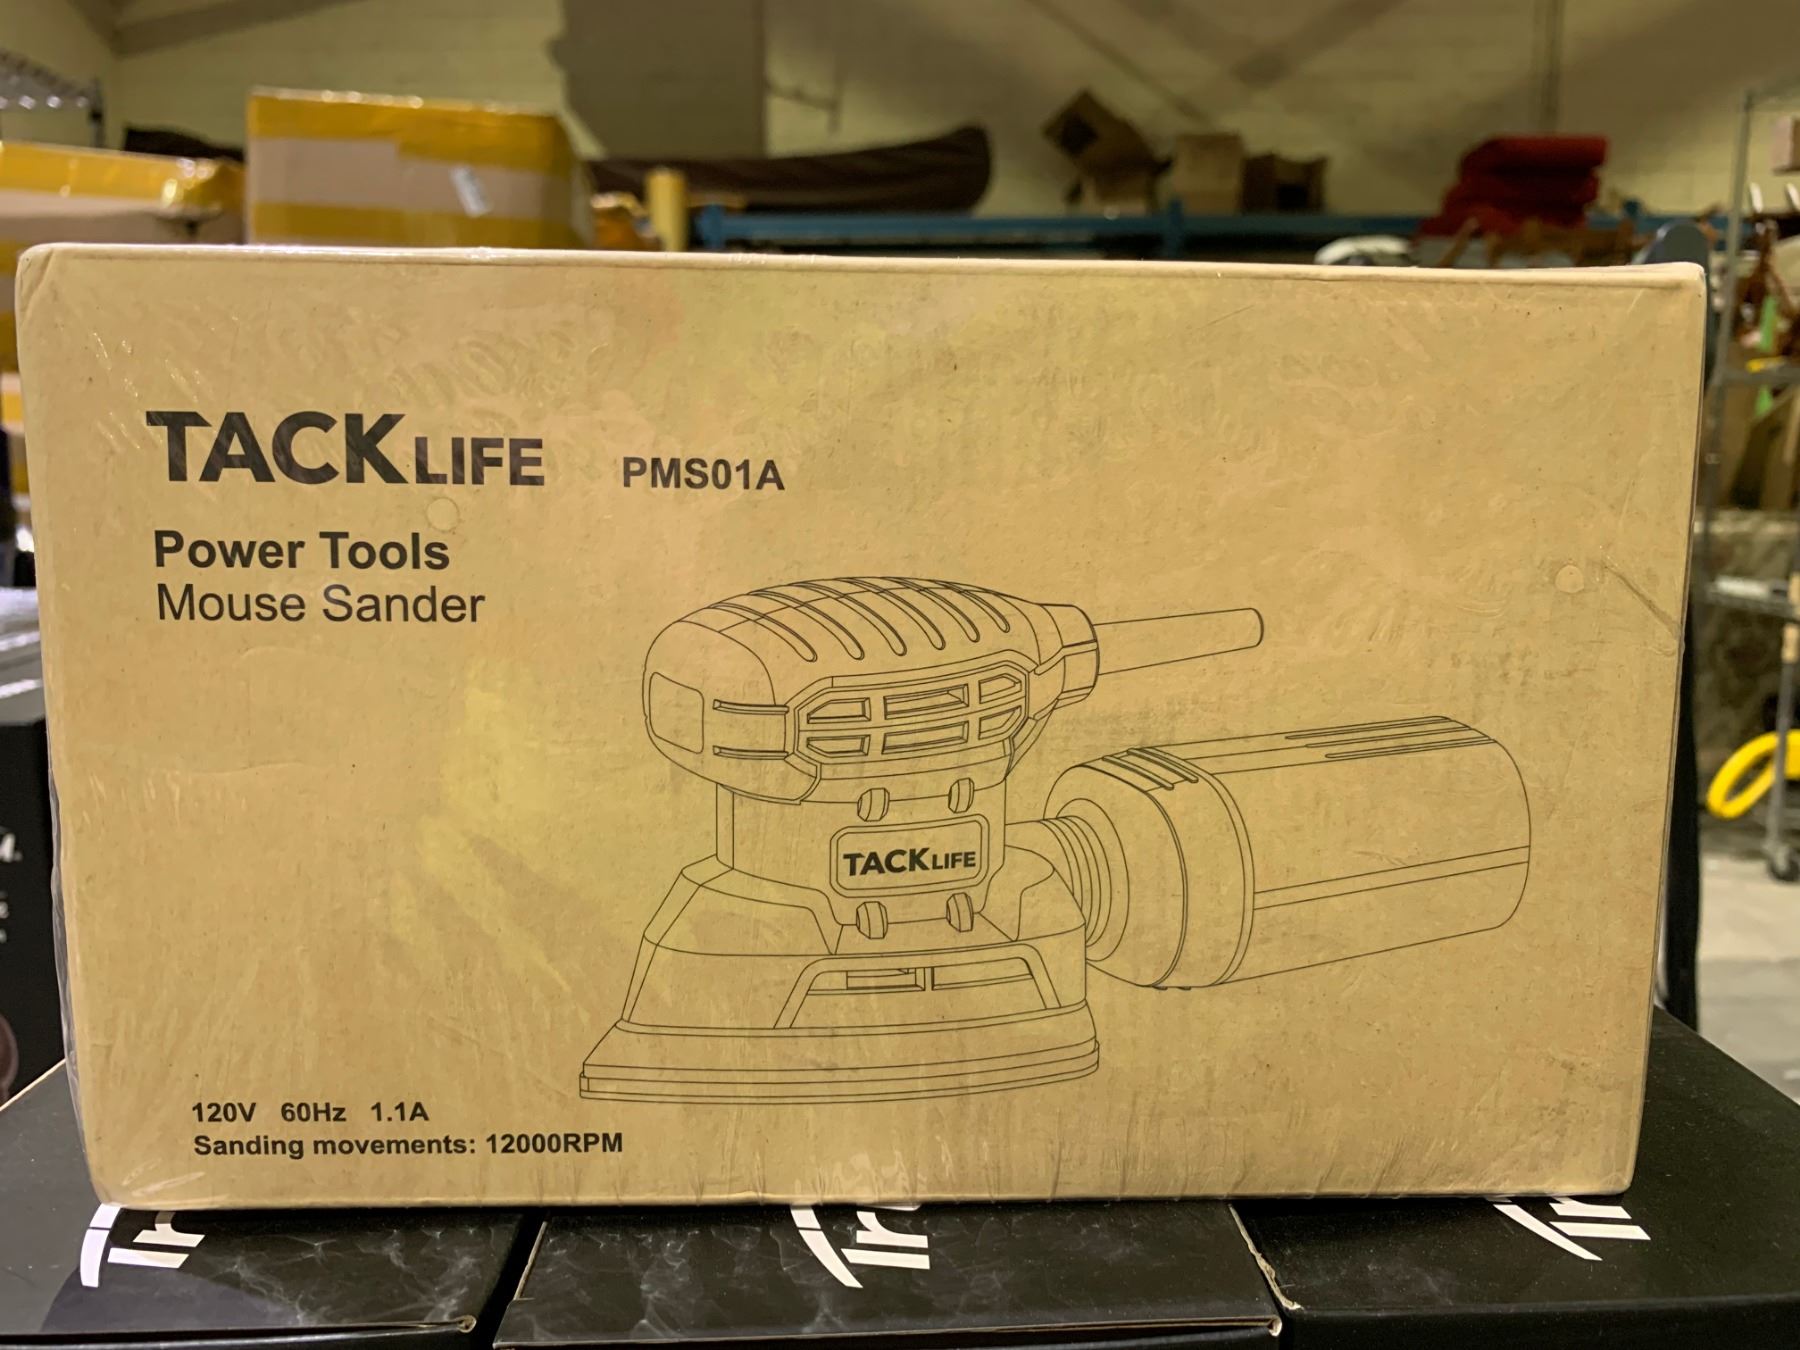 TACKLIFE PMS01A
Power Tools
Mouse Sander
TACKLIFE
120V 60Hz 1.1A
Sanding movements: 12000RPM